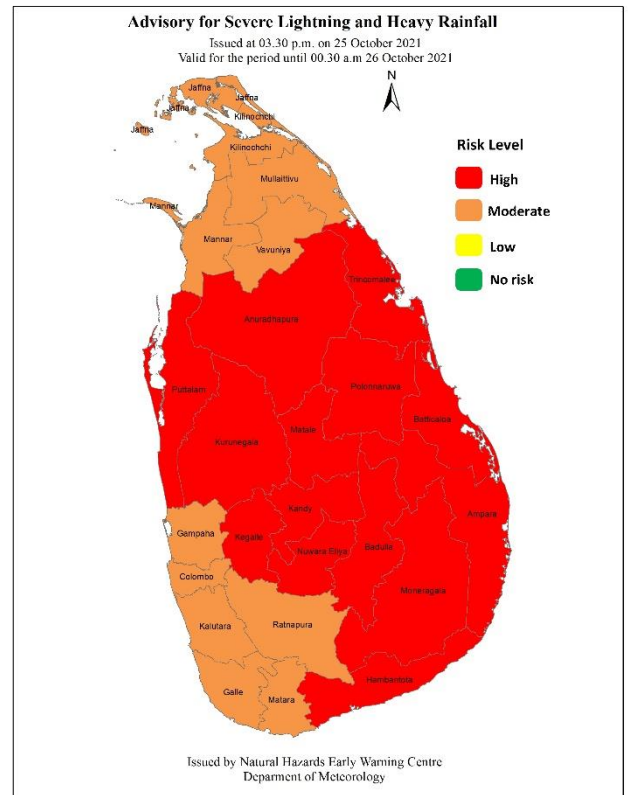 Advisory for Severe Lightning and Heavy Rainfall
Issued at 03.30 p.m. on 25 October 2021
Valid for the period until 00.30 a.m 26 October 2021
N
Jaffna
Jaffna
Jaffna
Kilinochchi
Jaffna
Kilinochchi
Mullaittivu
Mannar
Mannar
Vavuniya
Risk Level
High
Moderate
Low
No risk
Trincomalee
Anuradhapura
Puttalam
Polonnaruwa
Batticaloa
Kurunegala
Matale
Kandy
Ampara
Gampaha
Kegalle
Nuwara Eliya
Badulla
Colombo
Moneragala
Kalutara
Ratnapura
Hambantota
Galle
Matara
Issued by Natural Hazards Early Warning Centre
Deparment of Meteorology